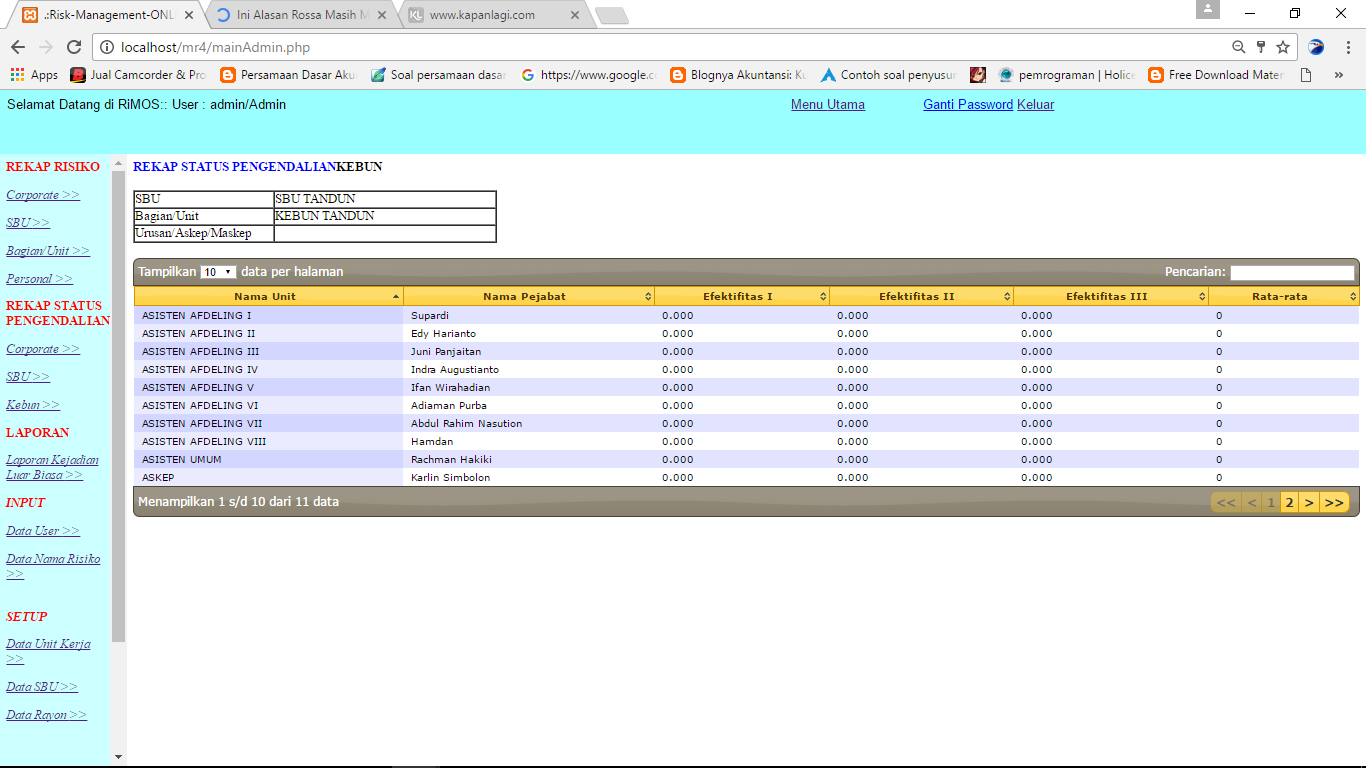 .:Risk-Management-ONL
Ini Alasan Rossa Masih M
www.kapanlagi.com
localhost/mr4/mainAdmin.php
Apps Jual Camcorder & Pro Persamaan Dasar Aku Soal persamaan dasar https://www.google.c Blognya Akuntansi: Ku Contoh soal penyusun pemrograman | Holice Free Download Mater »
Selamat Datang di RiMOS:: User : admin/Admin Menu Utama Ganti Password Keluar
REKAP RISIKO
Corporate >>
SBU >>
Bagian/Unit >>
Personal >>
REKAP STATUS
PENGENDALIAN
Corporate >>
SBU >>
Kebun >>
LAPORAN
Laporan Kejadian
Luar Biasa >>
INPUT
Data User >>
Data Nama Risiko
>>
SETUP
Data Unit Kerja
>>
Data SBU >>
Data Rayon >>
REKAP STATUS PENGENDALIANKEBUN
SBU SBU TANDUN
Bagian/Unit KEBUN TANDUN
Urusan/Askep/Maskep
Tampilkan 10 data per halaman Pencarian:
Nama Unit Nama Pejabat Efektifitas I Efektifitas II Efektifitas III Rata-rata
ASISTEN AFDELING I Supardi 0.000 0.000 0.000 0
ASISTEN AFDELING II Edy Harianto 0.000 0.000 0.000 0
ASISTEN AFDELING III Juni Panjaitan 0.000 0.000 0.000 0
ASISTEN AFDELING IV Indra Augustianto 0.000 0.000 0.000 0
ASISTEN AFDELING V Ifan Wirahadian 0.000 0.000 0.000 0
ASISTEN AFDELING VI Adiaman Purba 0.000 0.000 0.000 0
ASISTEN AFDELING VII Abdul Rahim Nasution 0.000 0.000 0.000 0
ASISTEN AFDELING VIII Hamdan 0.000 0.000 0.000 0
ASISTEN UMUM Rachman Hakiki 0.000 0.000 0.000 0
ASKEP Karlin Simbolon 0.000 0.000 0.000 0
Menampilkan 1 s/d 10 dari 11 data << < 1 2 > >>